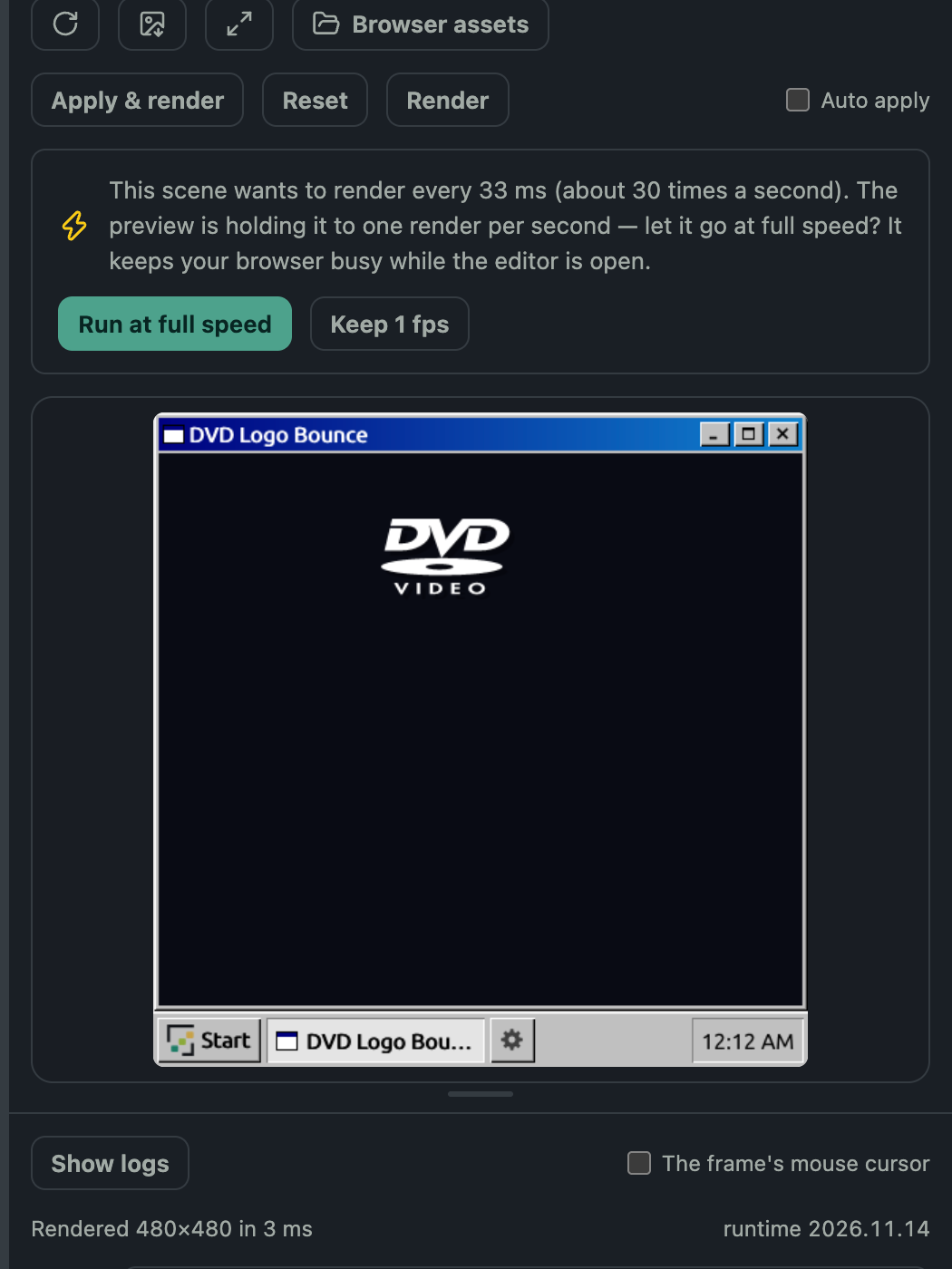 Browser assets
Apply & render
Reset
Render
Auto apply
This scene wants to render every 33 ms (about 30 times a second). The
preview is holding it to one render per second — let it go at full speed? It
keeps your browser busy while the editor is open.
Run at full speed
Keep 1 fps
DVD Logo Bounce
DVD
VIDEO
Start
DVD Logo Bou...
12:12 AM
Show logs
The frame's mouse cursor
Rendered 480×480 in 3 ms
runtime 2026.11.14